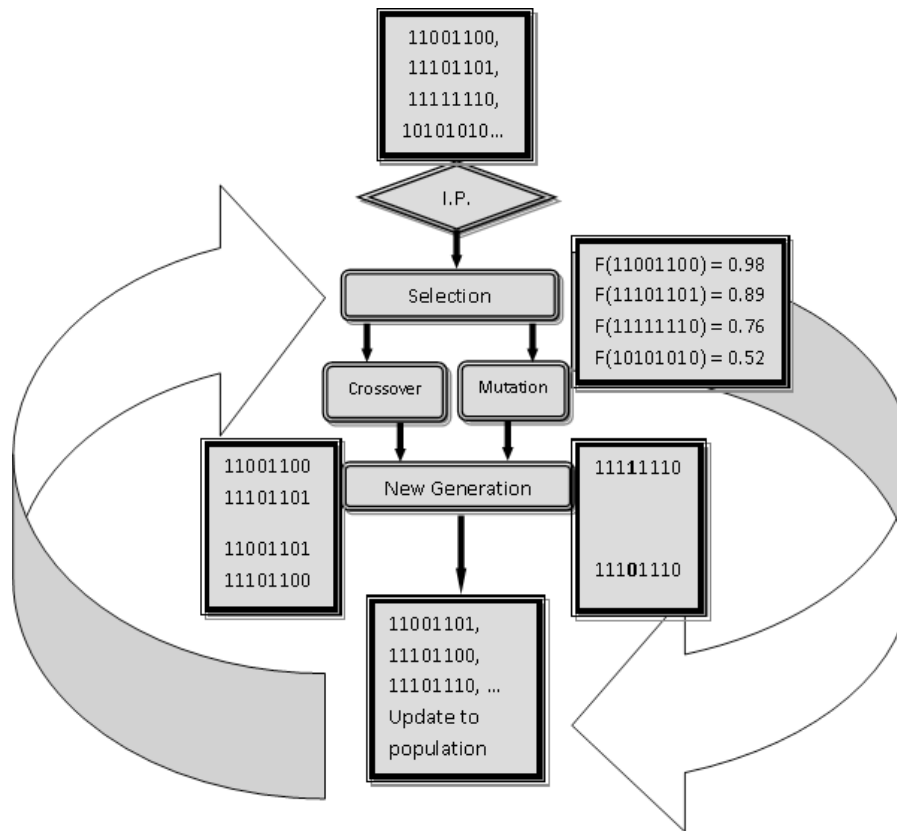 11001100,
11101101,
11111110,
10101010...
I.P.
Selection
F(11001100) = 0.98
F(11101101) = 0.89
F(11111110) = 0.76
F(10101010) = 0.52
Crossover
Mutation
11001100
11101101
11001101
11101100
New Generation
11111110
11101110
11001101,
11101100,
11101110, ...
Update to
population